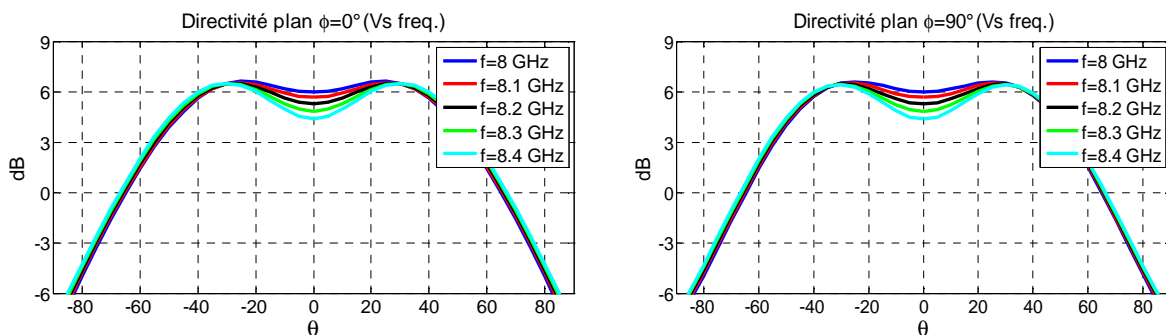 Directivité plan ϕ=0° (Vs freq.)
9
6
3
0
-3
-6
dB
f=8 GHz
f=8.1 GHz
f=8.2 GHz
f=8.3 GHz
f=8.4 GHz
-80 -60 -40 -20 0 20 40 60 80
θ
Directivité plan ϕ=90° (Vs freq.)
9
6
3
0
-3
-6
dB
f=8 GHz
f=8.1 GHz
f=8.2 GHz
f=8.3 GHz
f=8.4 GHz
-80 -60 -40 -20 0 20 40 60 80
θ